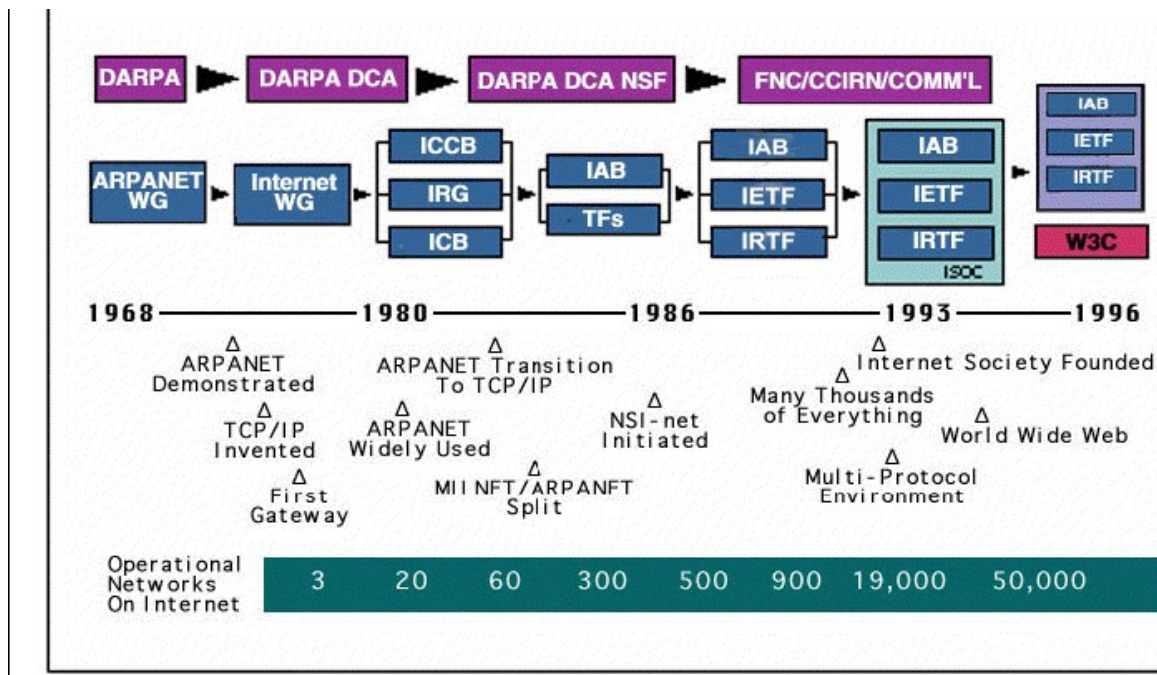 DARPA
DARPA DCA
DARPA DCA NSF
FNC/CCIRN/COMM'L
ARPANET
WG
Internet
WG
ICCB
IRG
ICB
IAB
TFs
IAB
IETF
IRTF
IAB
IETF
IRTF
ISOC
IAB
IETF
IRTF
W3C
1968
1980
1986
1993
1996
ARPANET
Demonstrated
TCP/IP
Invented
First
Gateway
ARPANET Transition
To TCP/IP
ARPANET
Widely Used
MIINFT/ARPANFT
Split
NSI-net
Initiated
Internet Society Founded
Many Thousands
of Everything
World Wide Web
Multi-Protocol
Environment
Operational
Networks
On Internet
3 20 60 300 500 900 19,000 50,000